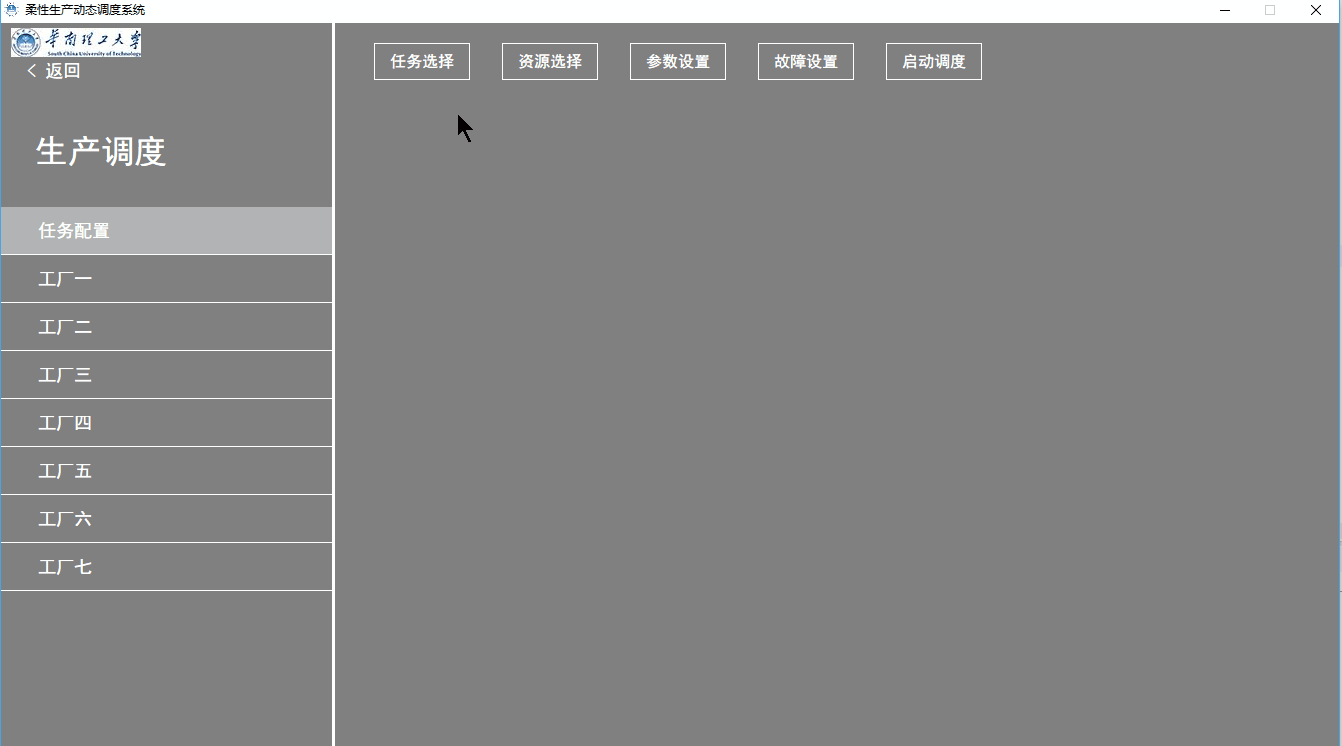 柔性生产动态调度系统
华南理工大学
South China University of Technology
返回
任务选择 资源选择 参数设置 故障设置 启动调度
生产调度
任务配置
工厂一
工厂二
工厂三
工厂四
工厂五
工厂六
工厂七